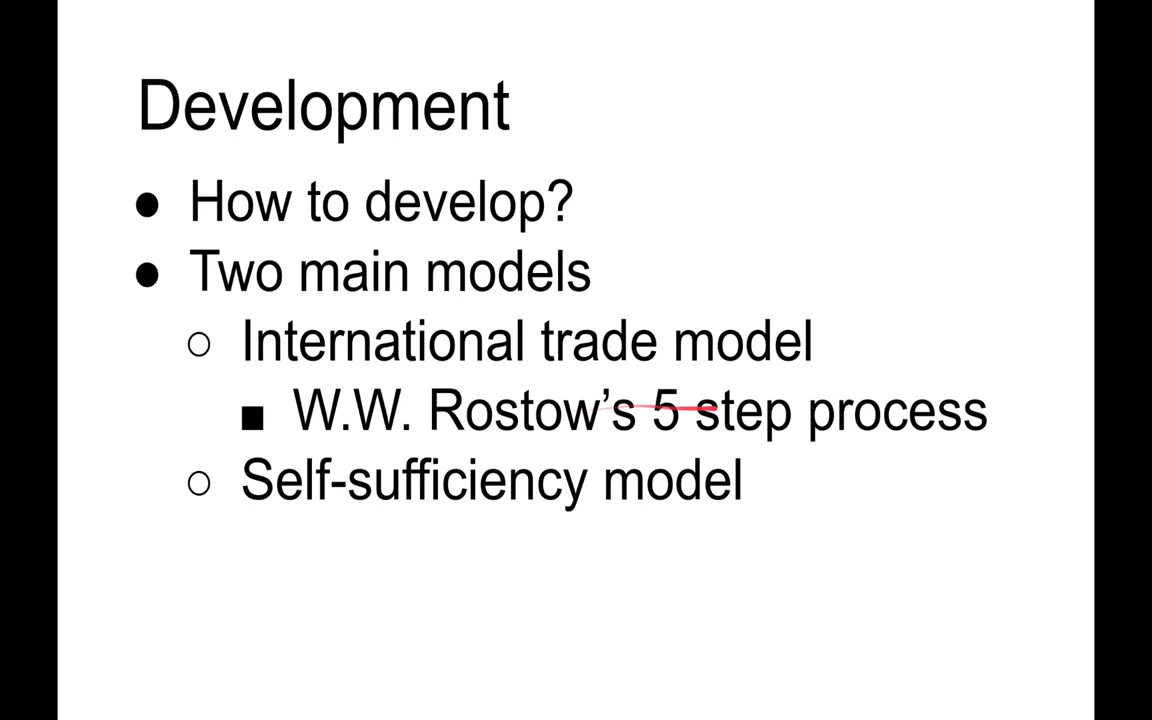 Development
● How to develop?
● Two main models
○ International trade model
■ W.W. Rostow’s 5 step process
○ Self-sufficiency model